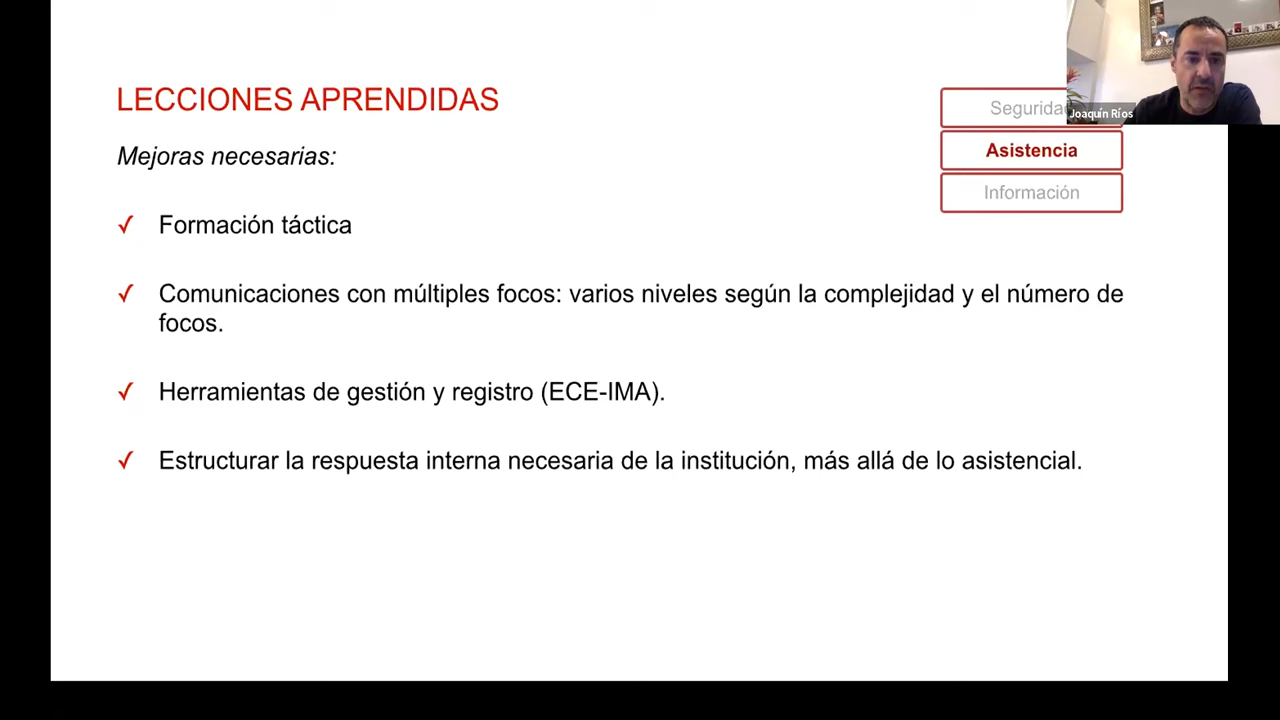 LECCIONES APRENDIDAS
Mejoras necesarias:
✓ Formación táctica
✓ Comunicaciones con múltiples focos: varios niveles según la complejidad y el número de
focos.
✓ Herramientas de gestión y registro (ECE-IMA).
✓ Estructurar la respuesta interna necesaria de la institución, más allá de lo asistencial.
Segurida
Asistencia
Información
Joaquín Ríos